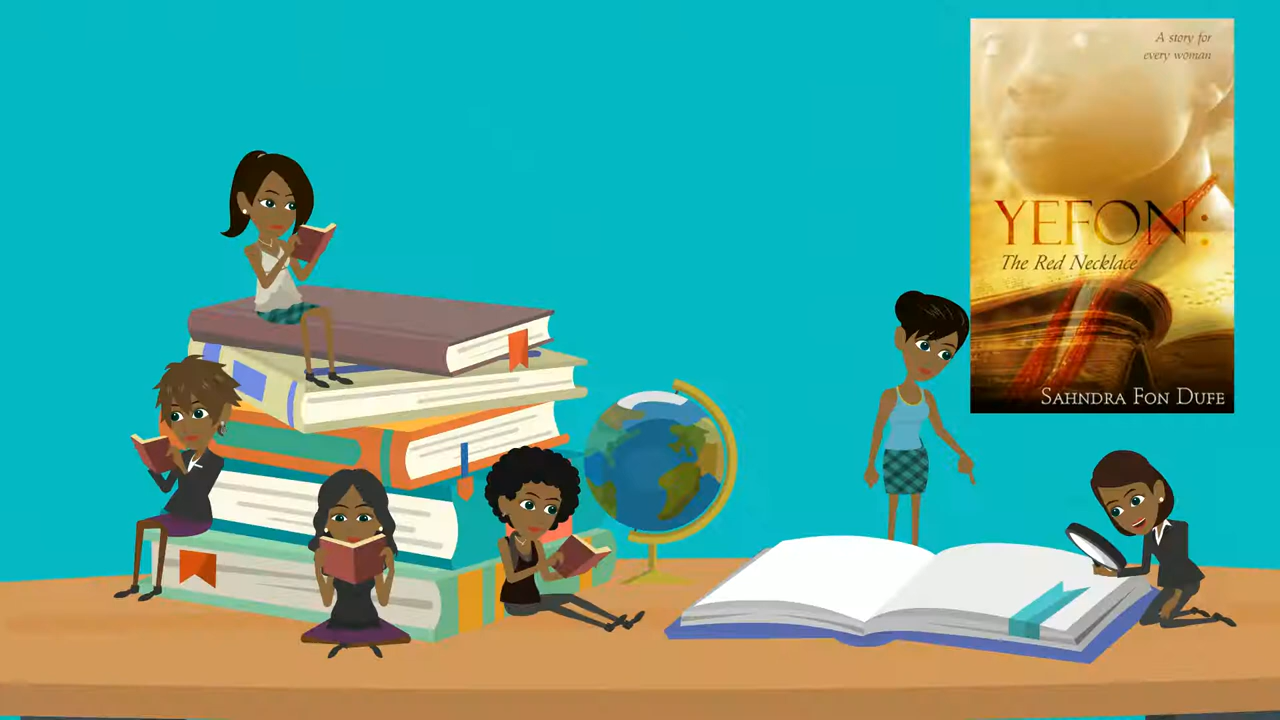 A story for
every woman
YEFON:
The Red Necklace
SAHNDRA FON DUFE